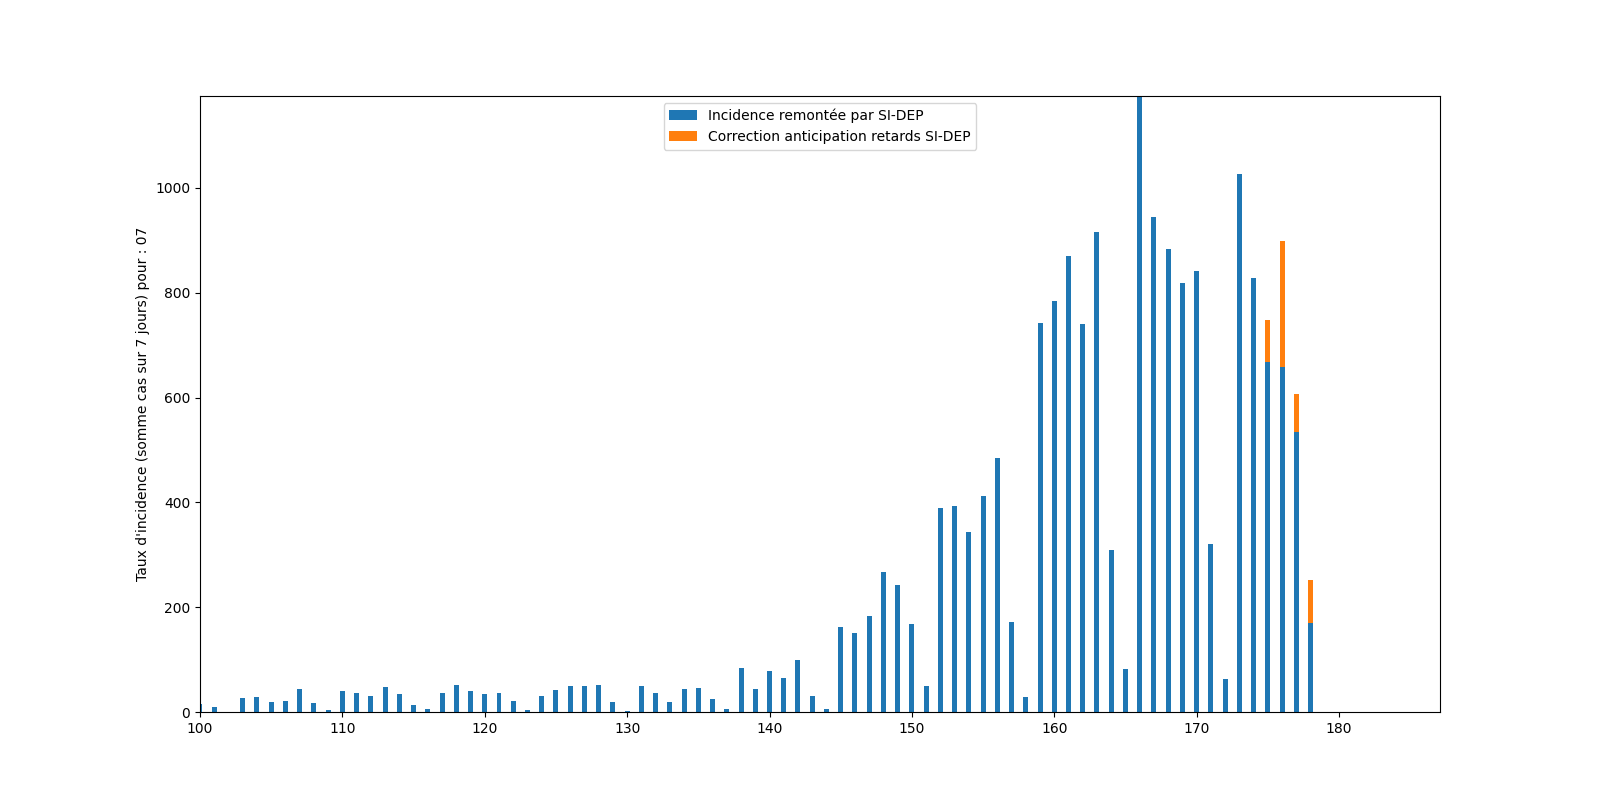 Incidence remontée par SI-DEP
Correction anticipation retards SI-DEP
Taux d'incidence (somme cas sur 7 jours) pour : 07
1000
800
600
400
200
0
100 110 120 130 140 150 160 170 180